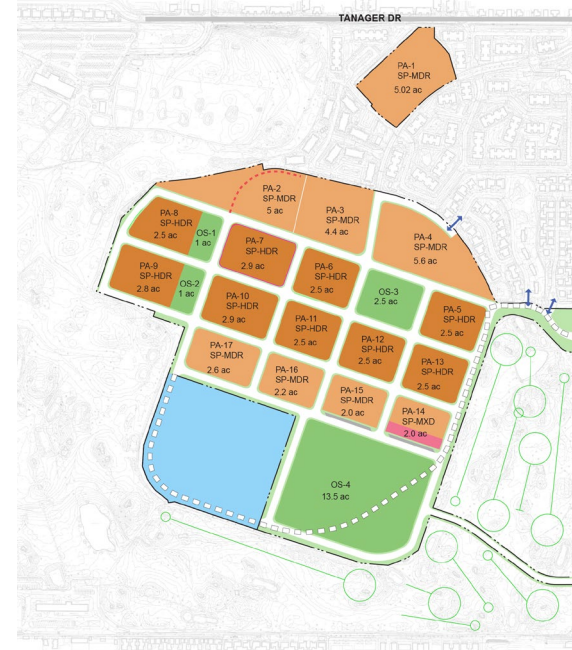 TANAGER DR
PA-1
SP-MDR
5.02 ac
PA-2
SP-MDR
5 ac
PA-3
SP-MDR
4.4 ac
PA-4
SP-MDR
5.6 ac
PA-8
SP-HDR
2.5 ac
OS-1
1 ac
PA-7
SP-HDR
2.9 ac
PA-6
SP-HDR
2.5 ac
OS-3
2.5 ac
PA-5
SP-HDR
2.5 ac
PA-9
SP-HDR
2.8 ac
OS-2
1 ac
PA-10
SP-HDR
2.9 ac
PA-11
SP-HDR
2.5 ac
PA-12
SP-HDR
2.5 ac
PA-13
SP-HDR
2.5 ac
PA-17
SP-MDR
2.6 ac
PA-16
SP-MDR
2.2 ac
PA-15
SP-MDR
2.0 ac
PA-14
SP-MXD
2.0 ac
OS-4
13.5 ac